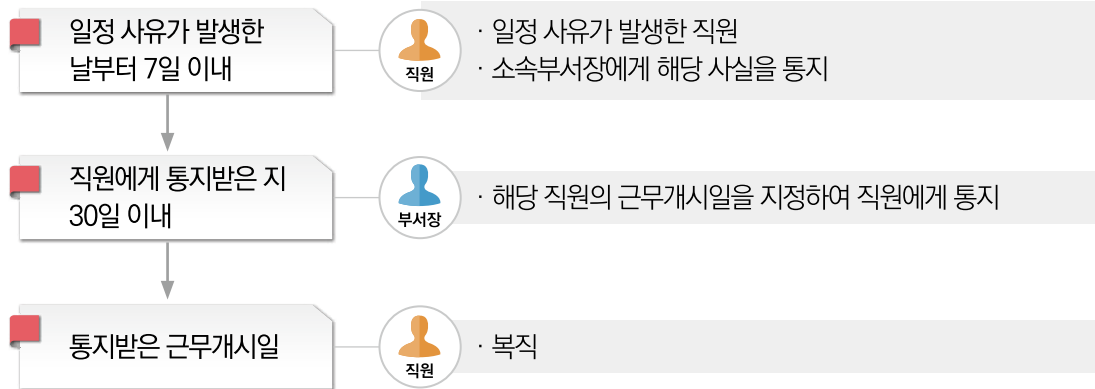 일정 사유가 발생한
날부터 7일 이내
직원
· 일정 사유가 발생한 직원
· 소속부서장에게 해당 사실을 통지
직원에게 통지받은 지
30일 이내
부서장
· 해당 직원의 근무개시일을 지정하여 직원에게 통지
통지받은 근무개시일
직원
· 복직